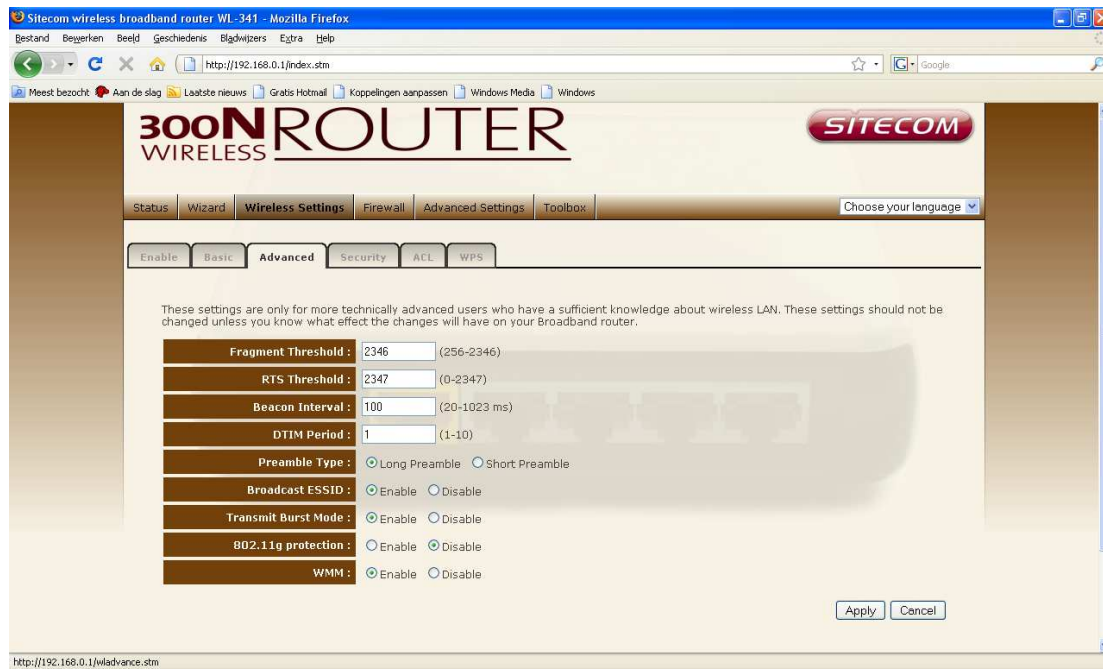 Sitecom wireless broadband router WL-341 - Mozilla Firefox
Bestand Bewerken Beeld Geschiedenis Bladwijzers Extra Help
http://192.168.0.1/index.stm
G Google
Meest bezocht Aan de slag Laatste nieuws Gratis Hotmail Koppelingen aanpassen Windows Media Windows
300N ROUTER
WIRELESS
SITECOM
Status Wizard Wireless Settings Firewall Advanced Settings Toolbox Choose your language
Enable Basic Advanced Security ACL WPS
These settings are only for more technically advanced users who have a sufficient knowledge about wireless LAN. These settings should not be
changed unless you know what effect the changes will have on your Broadband router.
Fragment Threshold : 2346 (256-2346)
RTS Threshold : 2347 (0-2347)
Beacon Interval : 100 (20-1023 ms)
DTIM Period : 1 (1-10)
Preamble Type : Long Preamble Short Preamble
Broadcast ESSID : Enable Disable
Transmit Burst Mode : Enable Disable
802.11g protection : Enable Disable
WMM : Enable Disable
Apply Cancel
http://192.168.0.1/wladvance.stm